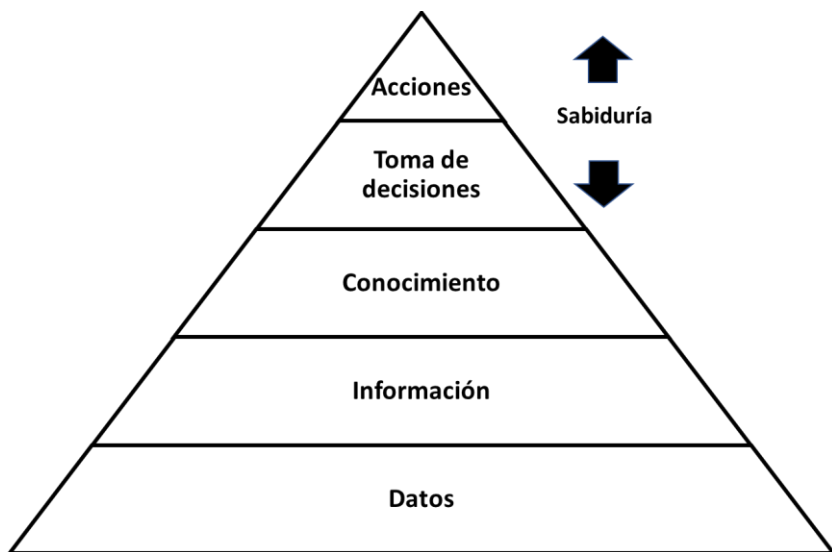 Acciones
Sabiduría
Toma de
decisiones
Conocimiento
Información
Datos